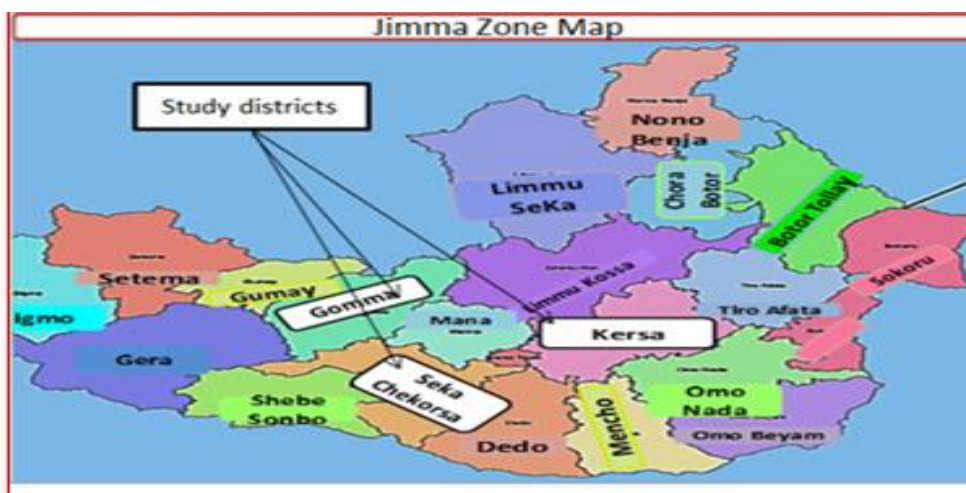 Jimma Zone Map
Study districts
Nono
Benja
Limmu
SeKa
Chora
Botor
Botor Tollay
Setema
Gumay
Gomma
Limmu Kossa
Sokoru
igmo
Mana
Kersa
Tiro Afata
Gera
Seka
Chekorsa
Shebe
Sonbo
Dedo
Mencho
Omo
Nada
Omo Beyam